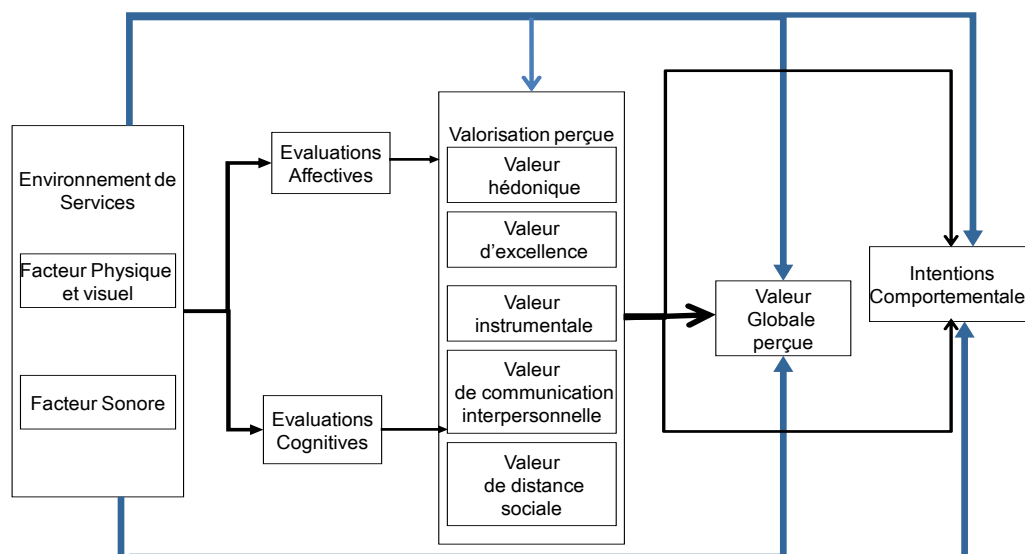 Environnement de
Services
Facteur Physique
et visuel
Facteur Sonore
Evaluations
Affectives
Evaluations
Cognitives
Valorisation perçue
Valeur
hédonique
Valeur
d'excellence
Valeur
instrumentale
Valeur
de communication
interpersonnelle
Valeur
de distance
sociale
Valeur
Globale
perçue
Intentions
Comportementale